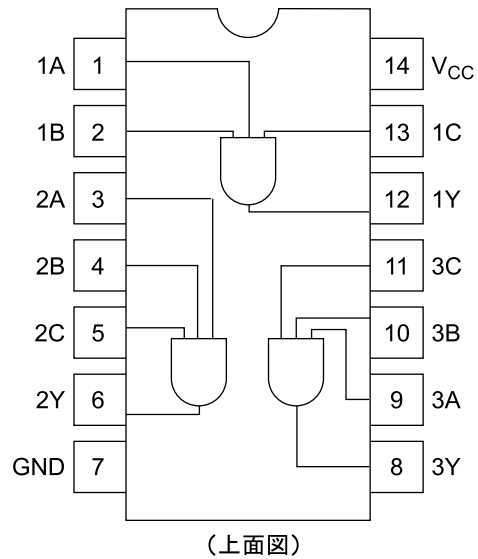 1A 1 14 VCC
1B 2 13 1C
2A 3 12 1Y
2B 4 11 3C
2C 5 10 3B
2Y 6 9 3A
GND 7 8 3Y
(上面図)